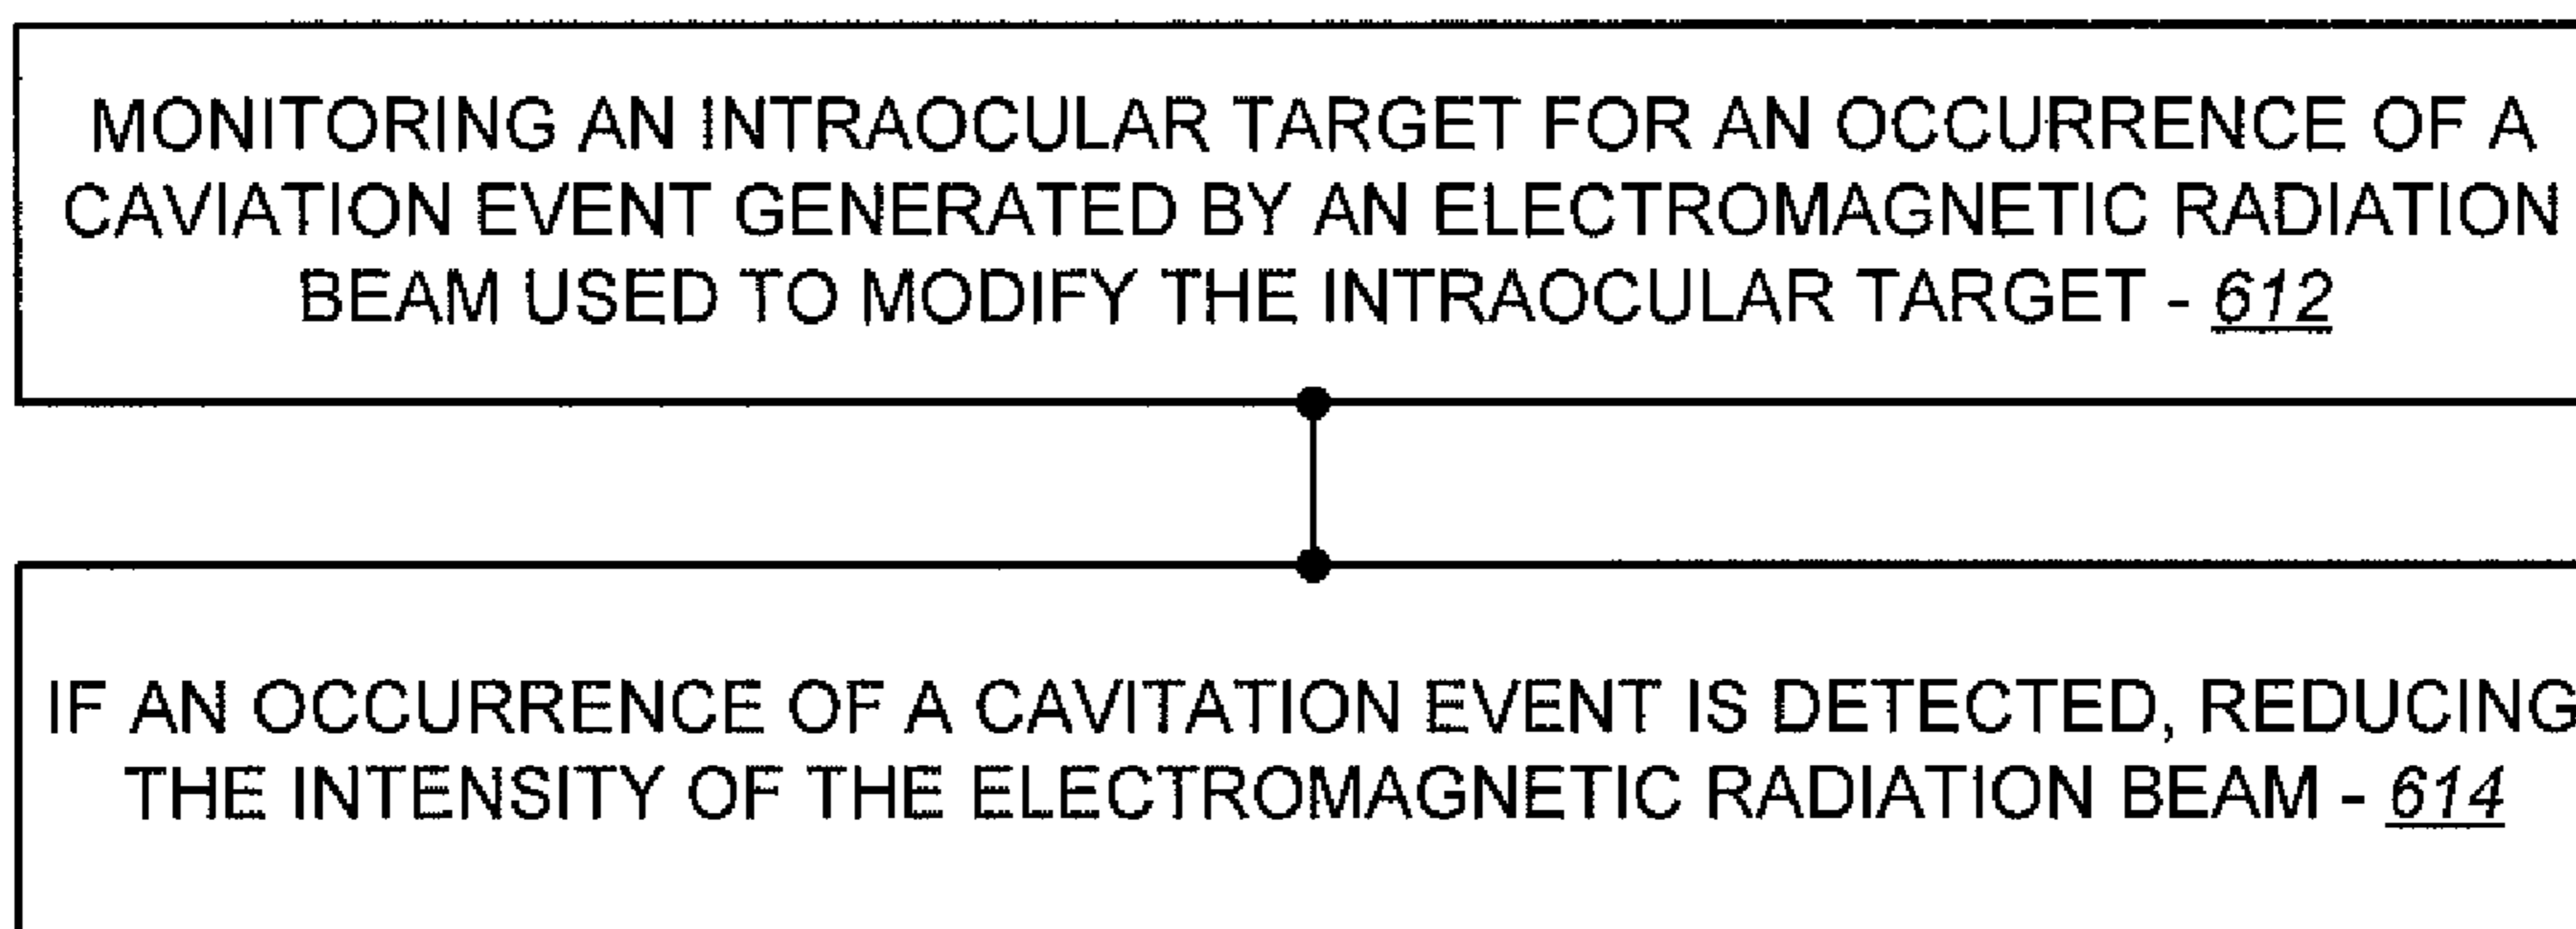 MONITORING AN INTRAOCULAR TARGET FOR AN OCCURRENCE OF A
CAVIATION EVENT GENERATED BY AN ELECTROMAGNETIC RADIATION
BEAM USED TO MODIFY THE INTRAOCULAR TARGET - 612
IF AN OCCURRENCE OF A CAVITATION EVENT IS DETECTED, REDUCING
THE INTENSITY OF THE ELECTROMAGNETIC RADIATION BEAM - 614